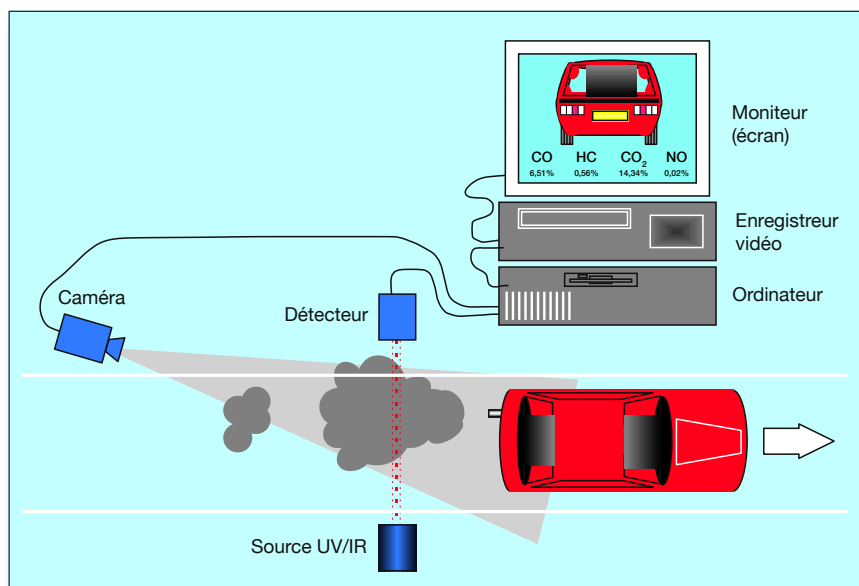 CO HC CO₂ NO
6,51% 0,56% 14,34% 0,02%
Moniteur
(écran)
Enregistreur
vidéo
Ordinateur
Caméra
Détecteur
Source UV/IR